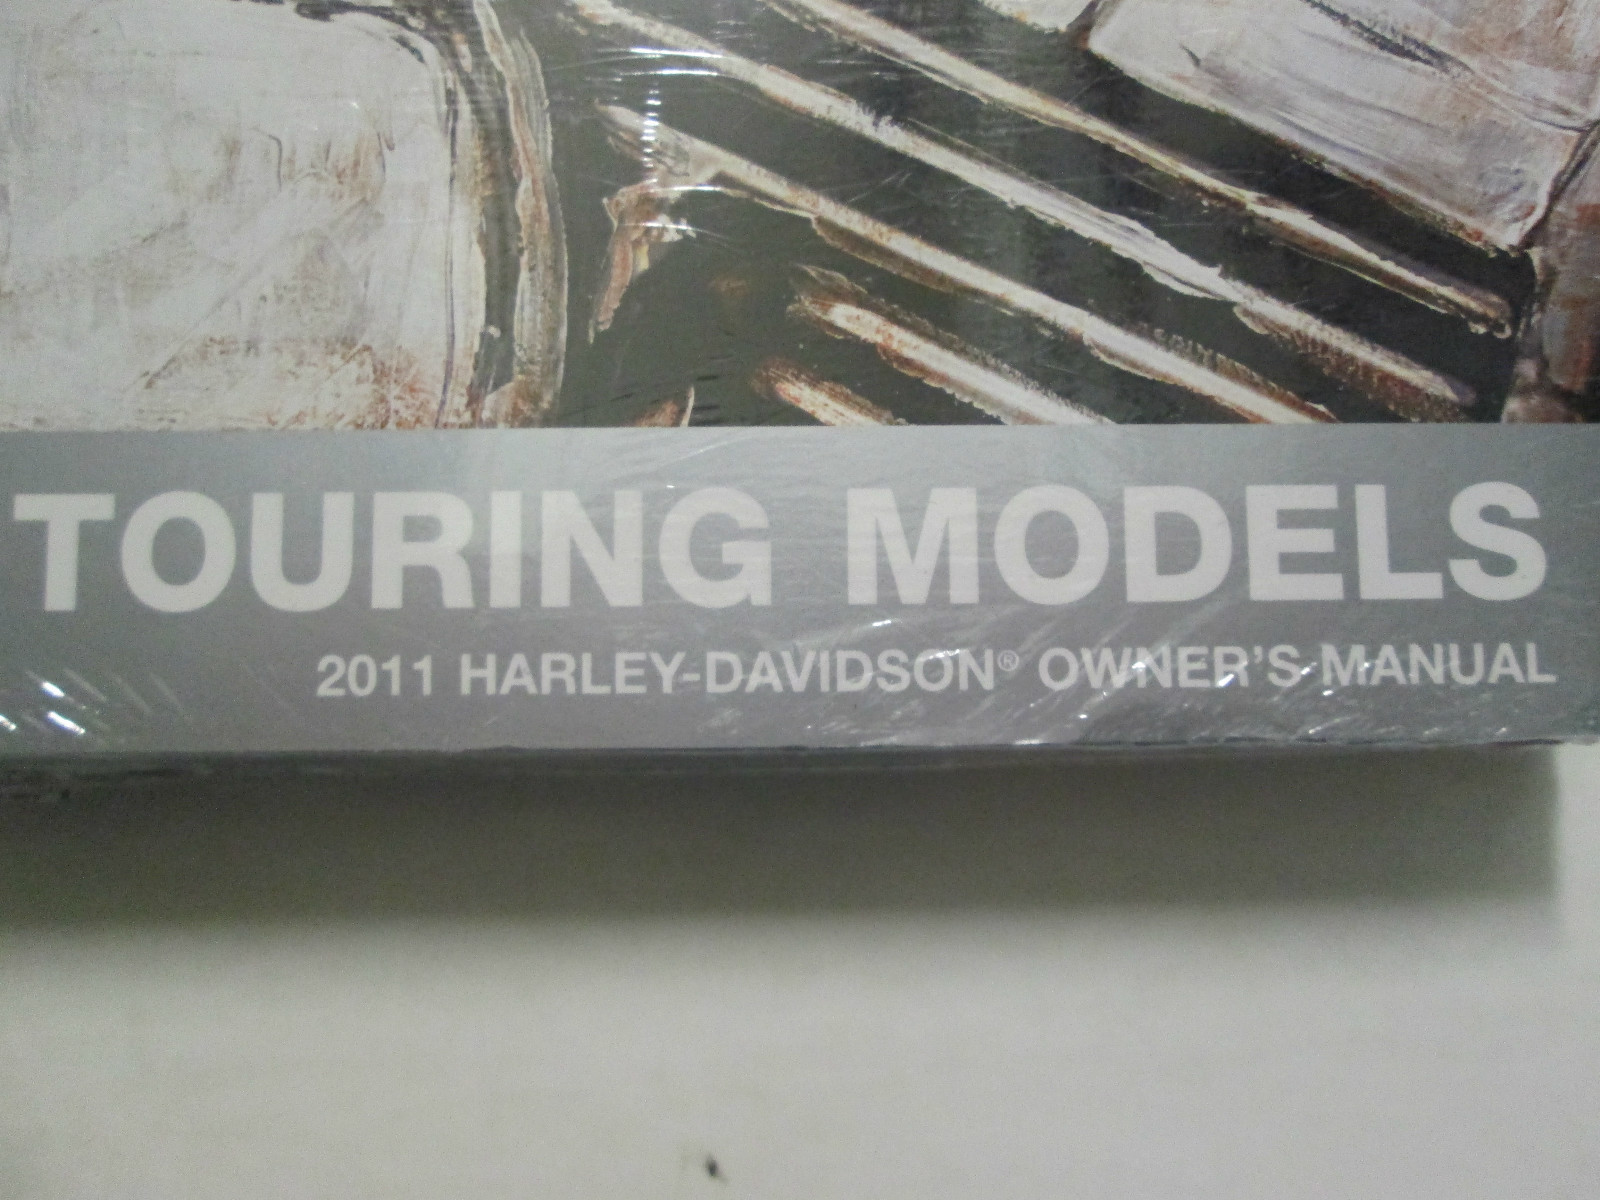 TOURING MODELS
2011 HARLEY-DAVIDSON® OWNER'S MANUAL